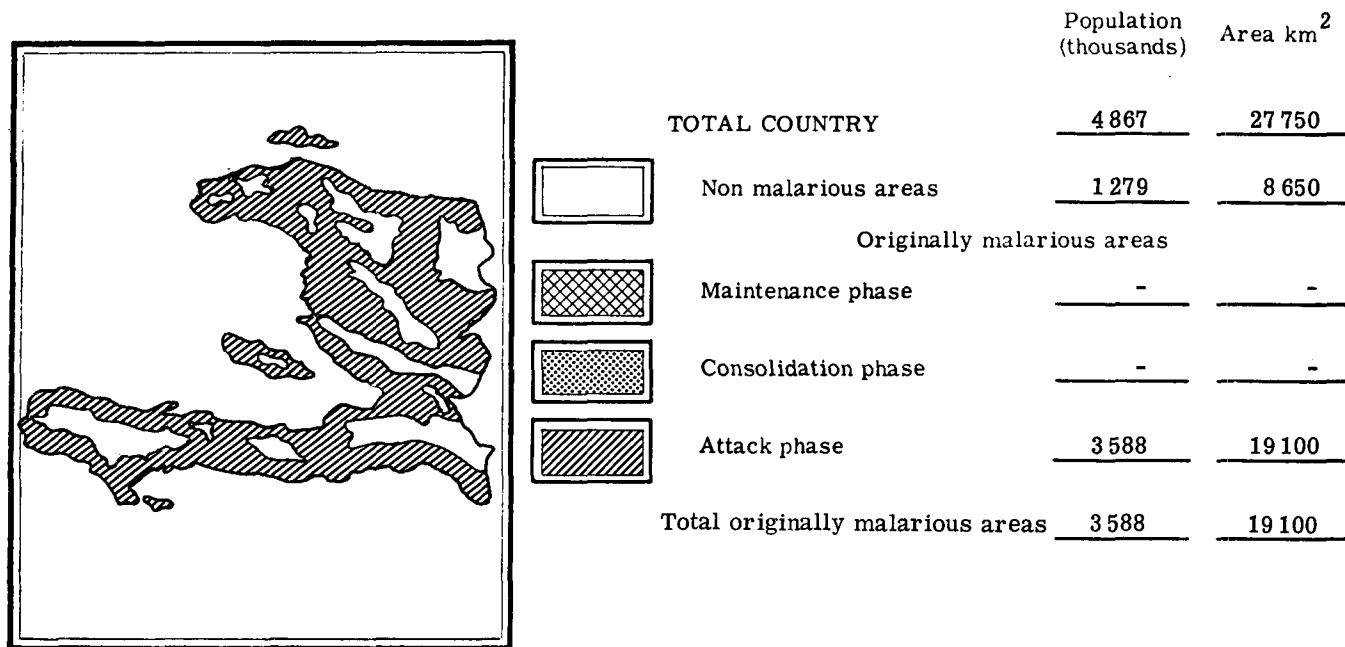 Population Area km²
(thousands)
TOTAL COUNTRY 4 867 27 750
Non malarious areas 1 279 8 650
Originally malarious areas
Maintenance phase - -
Consolidation phase - -
Attack phase 3 588 19 100
Total originally malarious areas 3 588 19 100